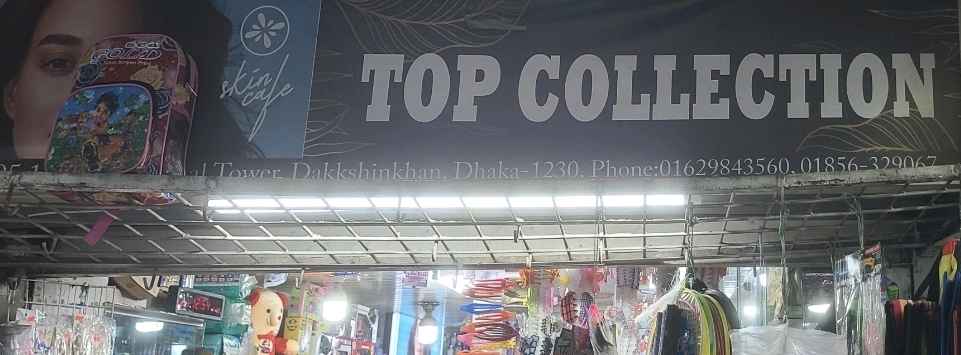 skin
cafe
TOP COLLECTION
Tower, Dakkshinkhan, Dhaka-1230, Phone:01629843560, 01856-329067